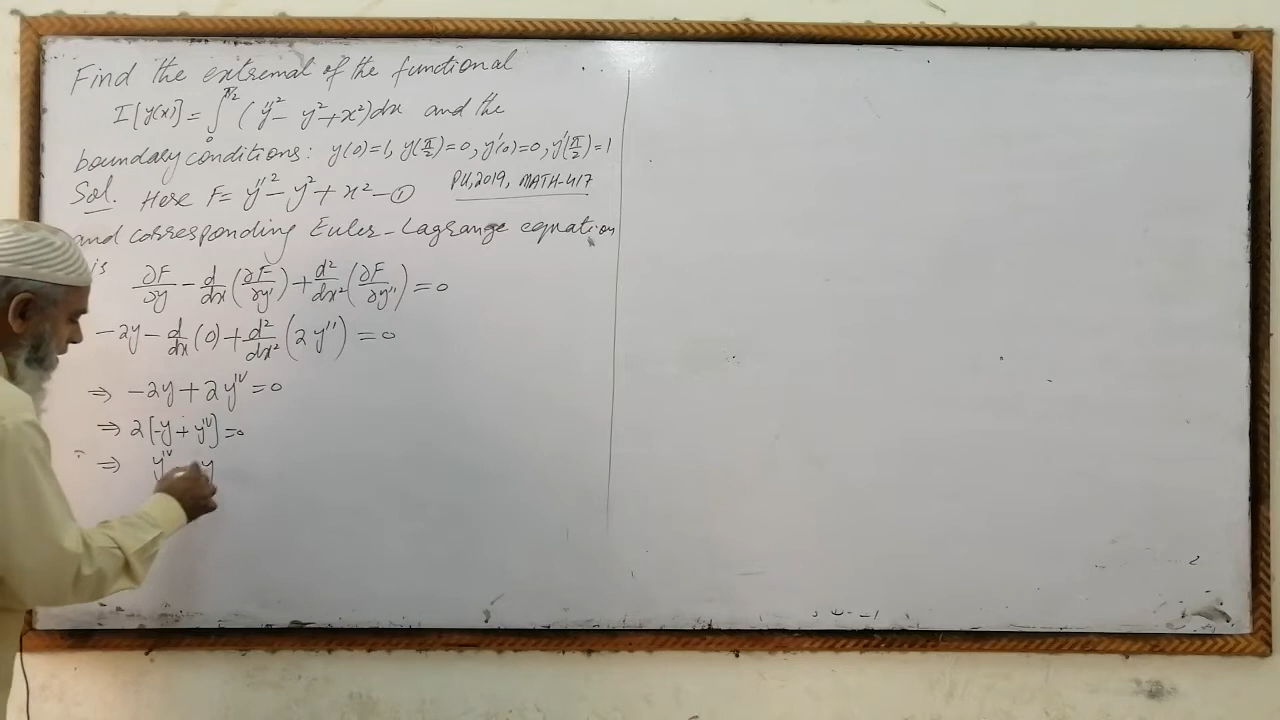 Find the extremal of the functional
I[y(x)] = ∫₀^{π/2} (y''² - y² + x²) dx and the
boundary conditions: y(0)=1, y(π/2)=0, y'(0)=0, y'(π/2)=1
Sol. Here F = y''² - y² + x² — ① PU, 2019, MATH-417
and corresponding Euler-Lagrange equation
is ∂F/∂y - d/dx (∂F/∂y') + d²/dx² (∂F/∂y'') = 0
-2y - d/dx (0) + d²/dx² (2y'') = 0
⇒ -2y + 2y^{iv} = 0
⇒ 2[-y + y^{iv}] = 0
⇒ y^{iv} y